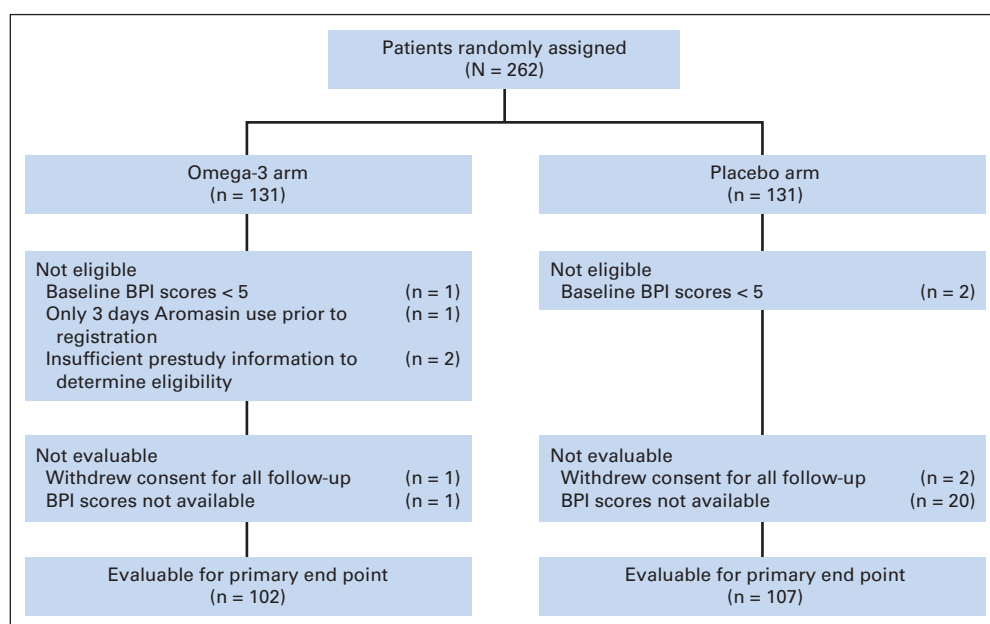 Patients randomly assigned
(N = 262)
Omega-3 arm
(n = 131)
Placebo arm
(n = 131)
Not eligible
Baseline BPI scores < 5 (n = 1)
Only 3 days Aromasin use prior to (n = 1)
registration
Insufficient prestudy information to (n = 2)
determine eligibility
Not eligible
Baseline BPI scores < 5 (n = 2)
Not evaluable
Withdrew consent for all follow-up (n = 1)
BPI scores not available (n = 1)
Not evaluable
Withdrew consent for all follow-up (n = 2)
BPI scores not available (n = 20)
Evaluable for primary end point
(n = 102)
Evaluable for primary end point
(n = 107)